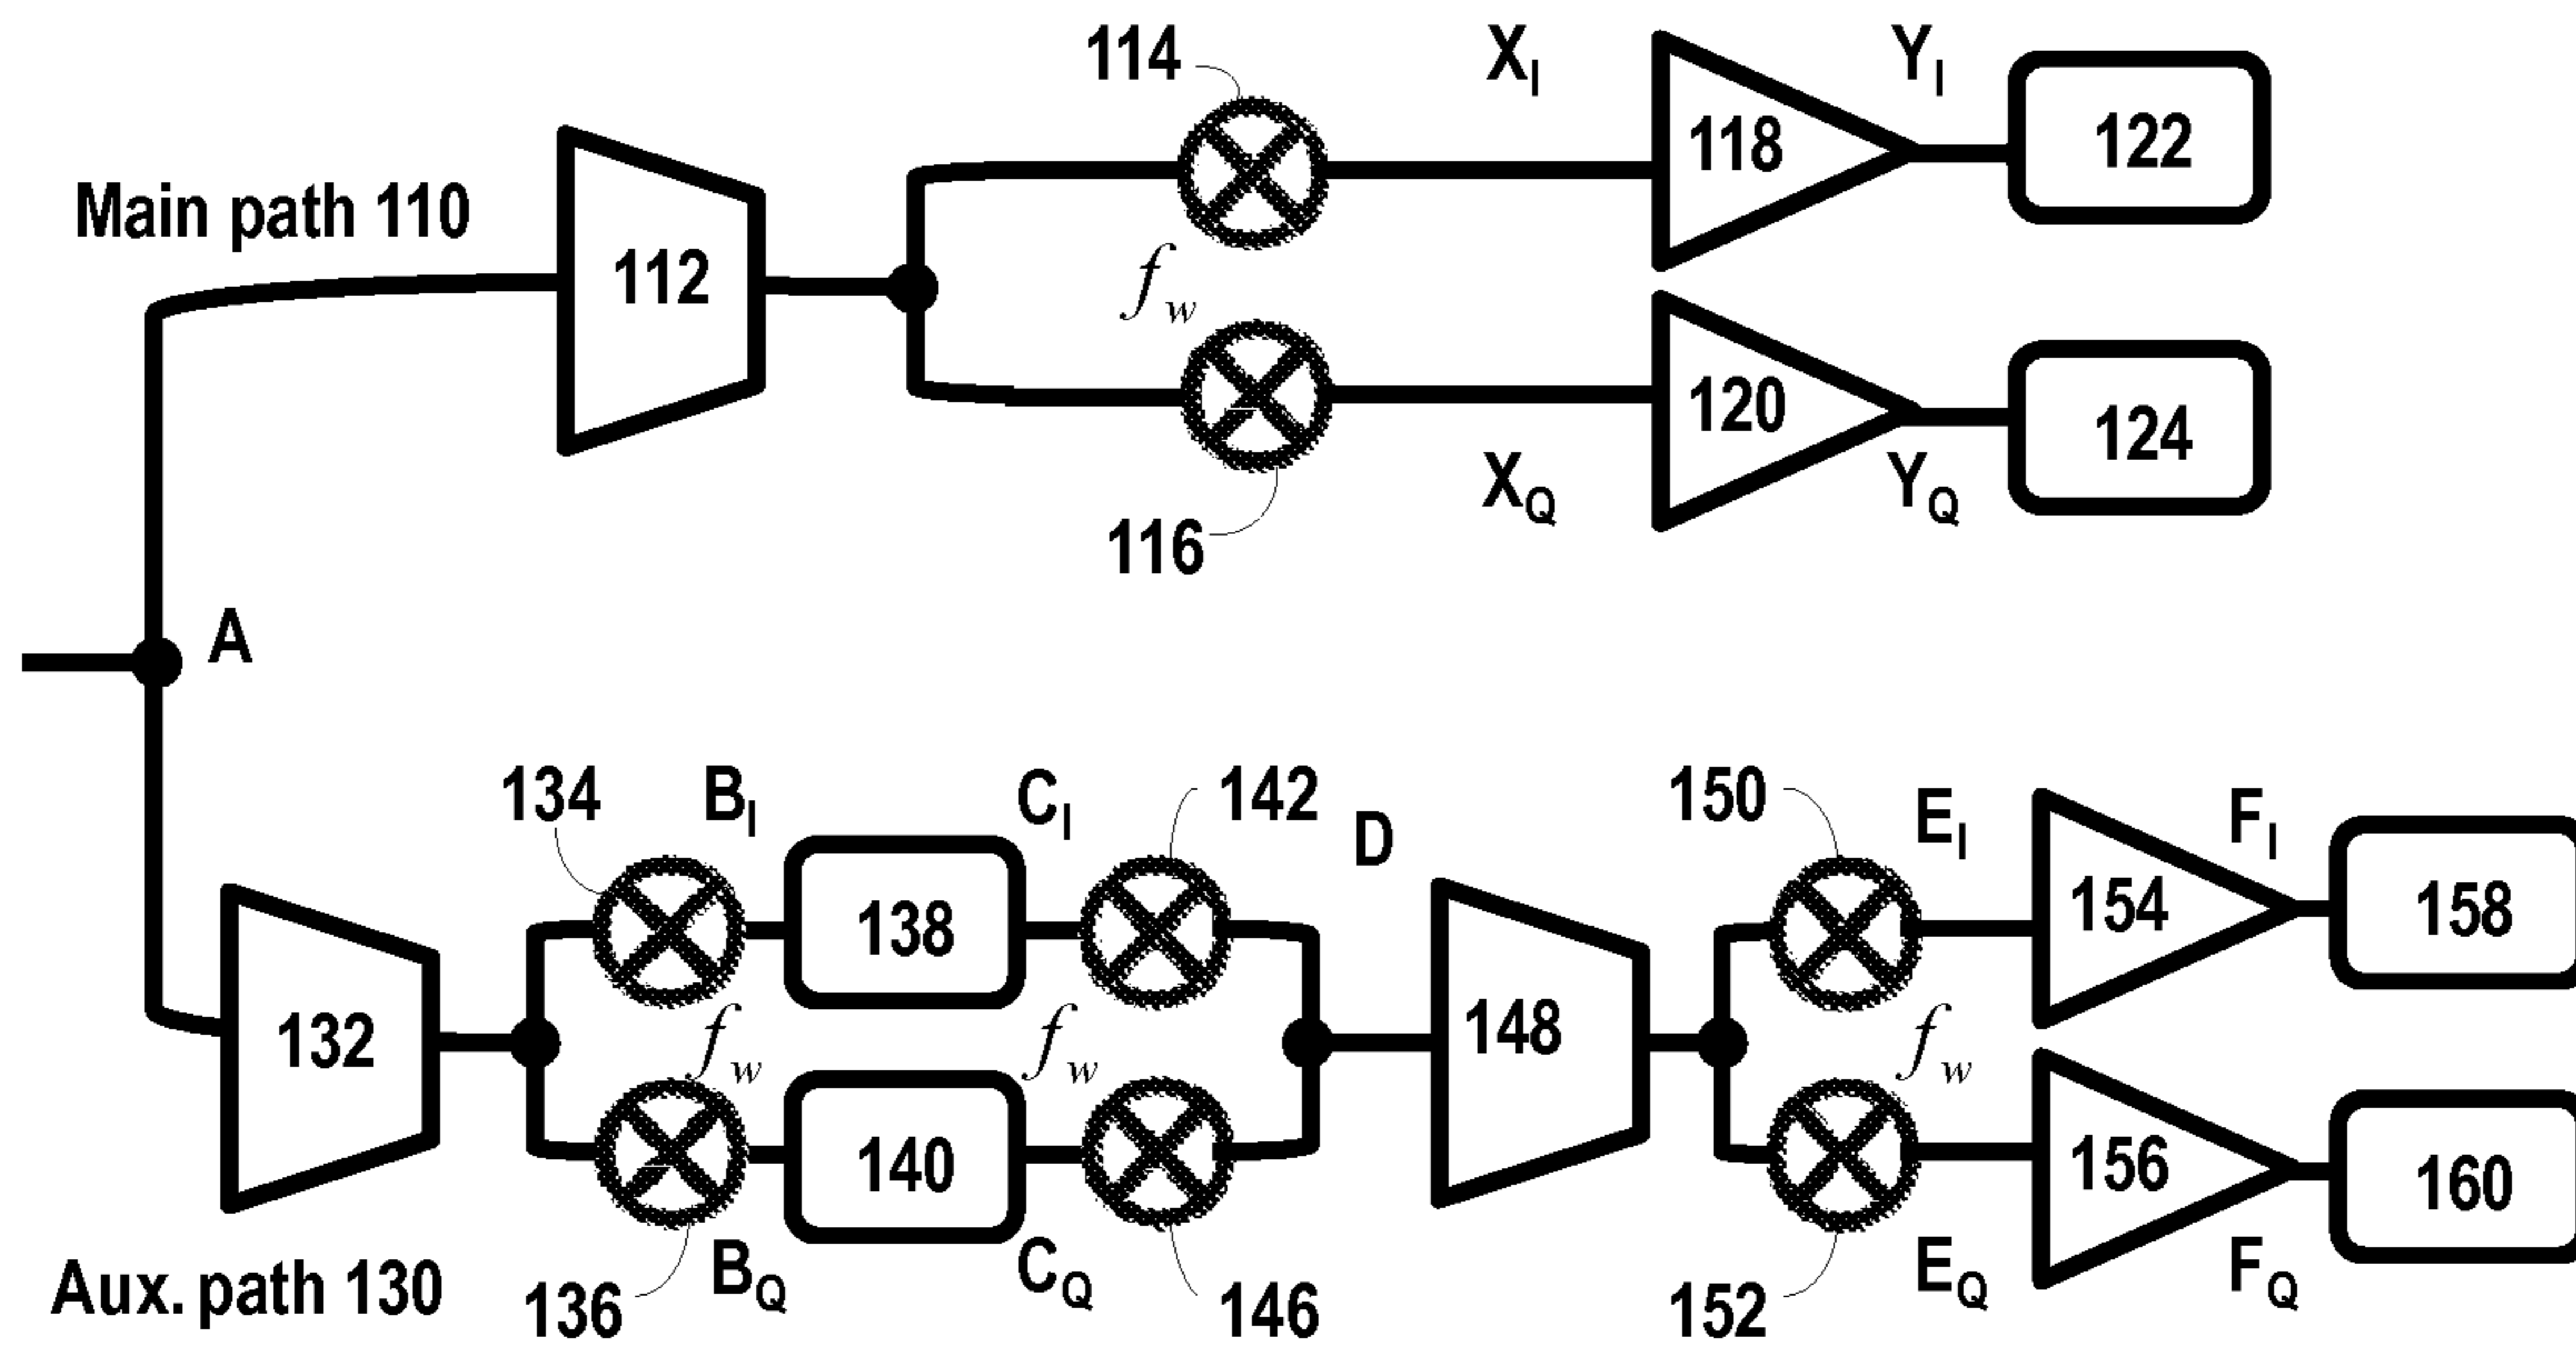 114
X_I
Y_I
118
122
Main path 110
112
f_w
120
124
X_Q
Y_Q
116
A
134
B_I
C_I
142
D
150
E_I
F_I
138
154
158
132
f_w
f_w
148
f_w
140
156
160
Aux. path 130
136
B_Q
C_Q
146
152
E_Q
F_Q